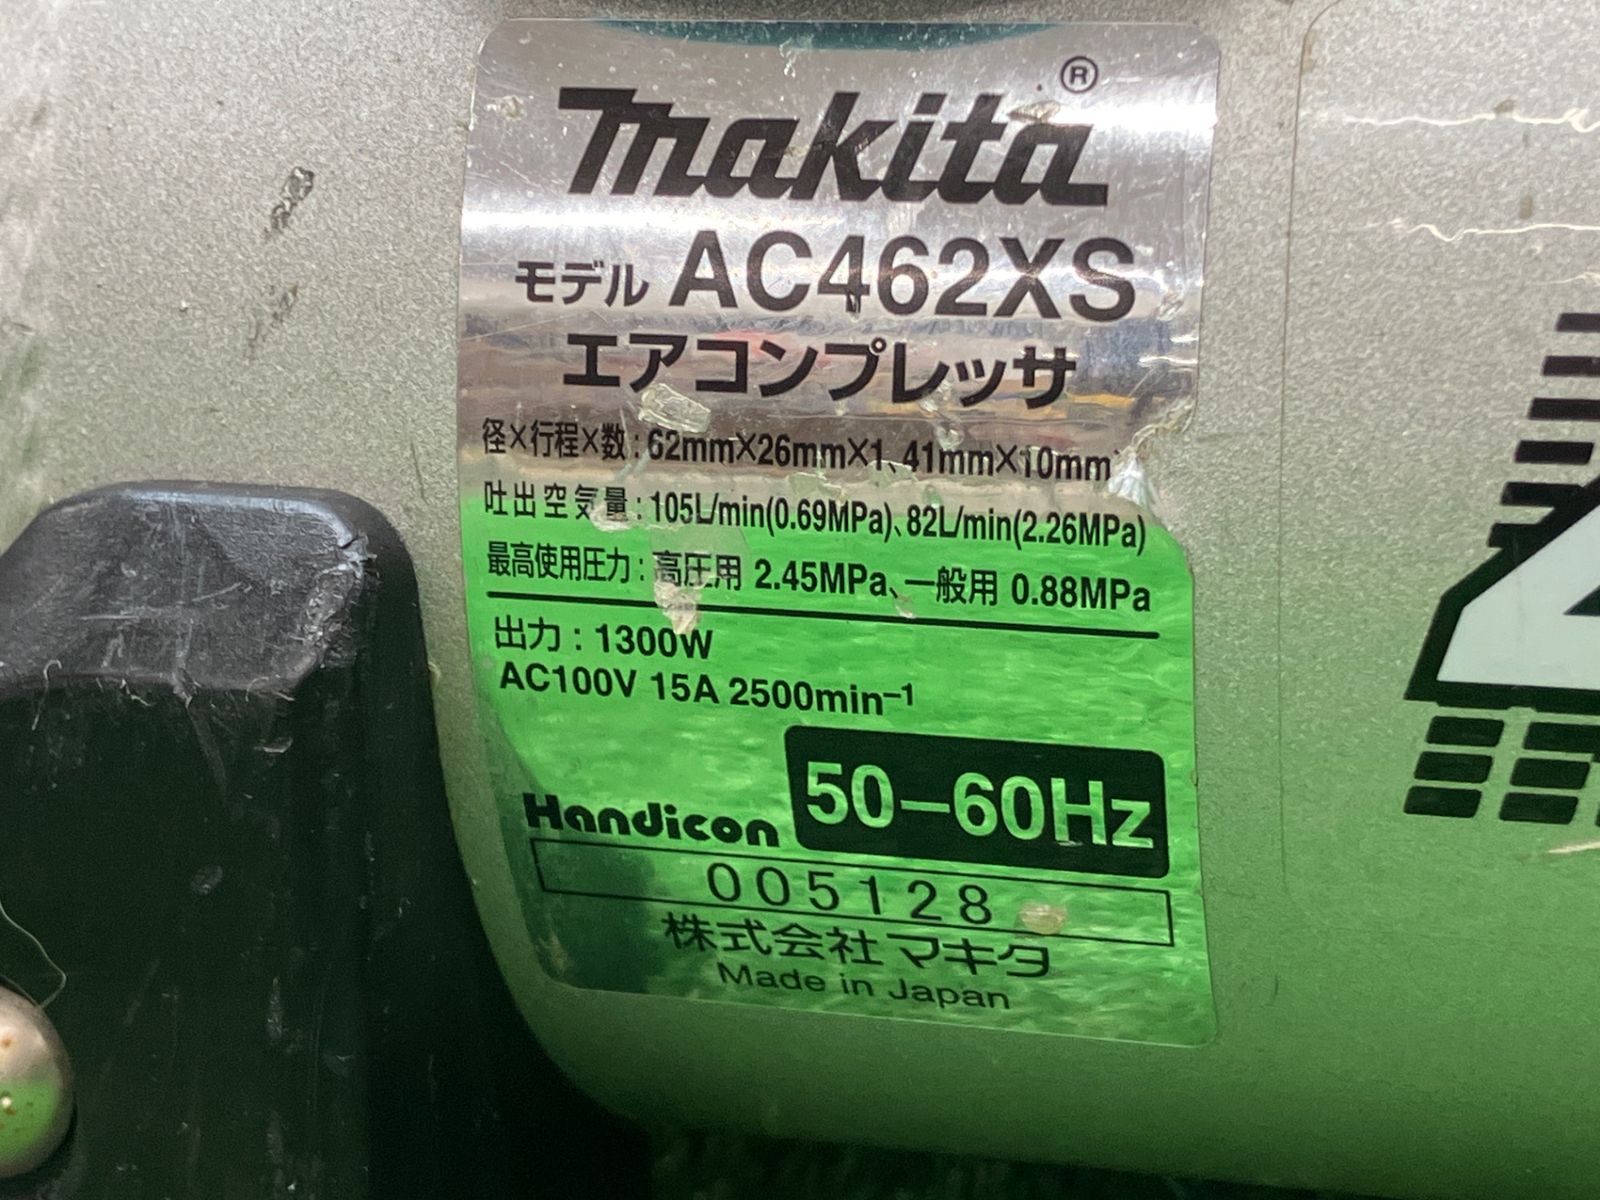 makita®
モデル AC462XS
エアコンプレッサ
径×行程×数:62mm×26mm×1、41mm×10mm
吐出空気量:105L/min(0.69MPa)、82L/min(2.26MPa)
最高使用圧力:高圧用 2.45MPa、一般用 0.88MPa
出力:1300W
AC100V 15A 2500min⁻¹
Handicon 50–60Hz
005128
株式会社マキタ
Made in Japan